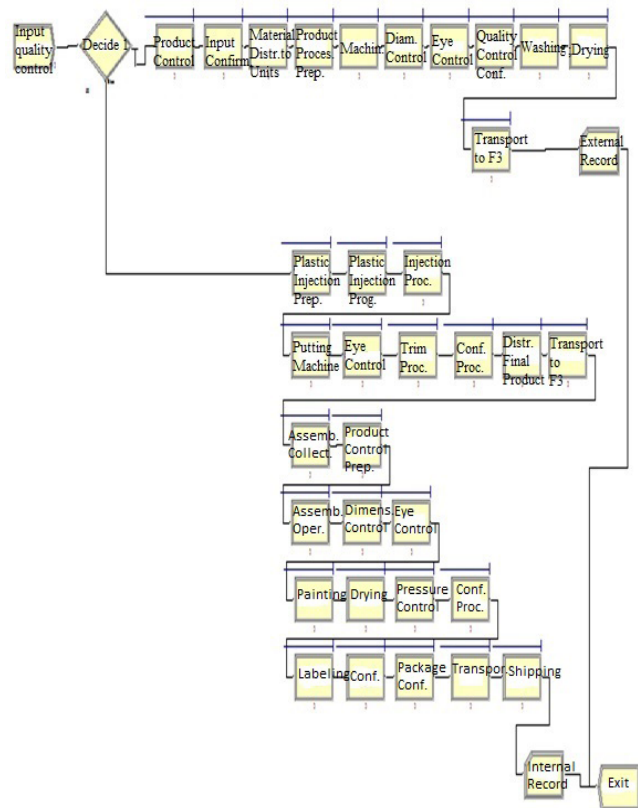 Input
quality
control
Decide 1
Product
Control
Input
Confirm.
Material
Distr.to
Units
Product
Proces.
Prep.
Machin.
Diam.
Control
Eye
Control
Quality
Control
Conf.
Washing
Drying
Transport
to F3
External
Record
Plastic
Injection
Prep.
Plastic
Injection
Prog.
Injection
Proc.
Putting
Machine
Eye
Control
Trim
Proc.
Conf.
Proc.
Distr.
Final
Product
Transport
to
F3
Assemb.
Collect.
Product
Control
Prep.
Assemb.
Oper.
Dimens.
Control
Eye
Control
Painting
Drying
Pressure
Control
Conf.
Proc.
Labeling
Conf.
Package
Conf.
Transpor.
Shipping
Internal
Record
Exit